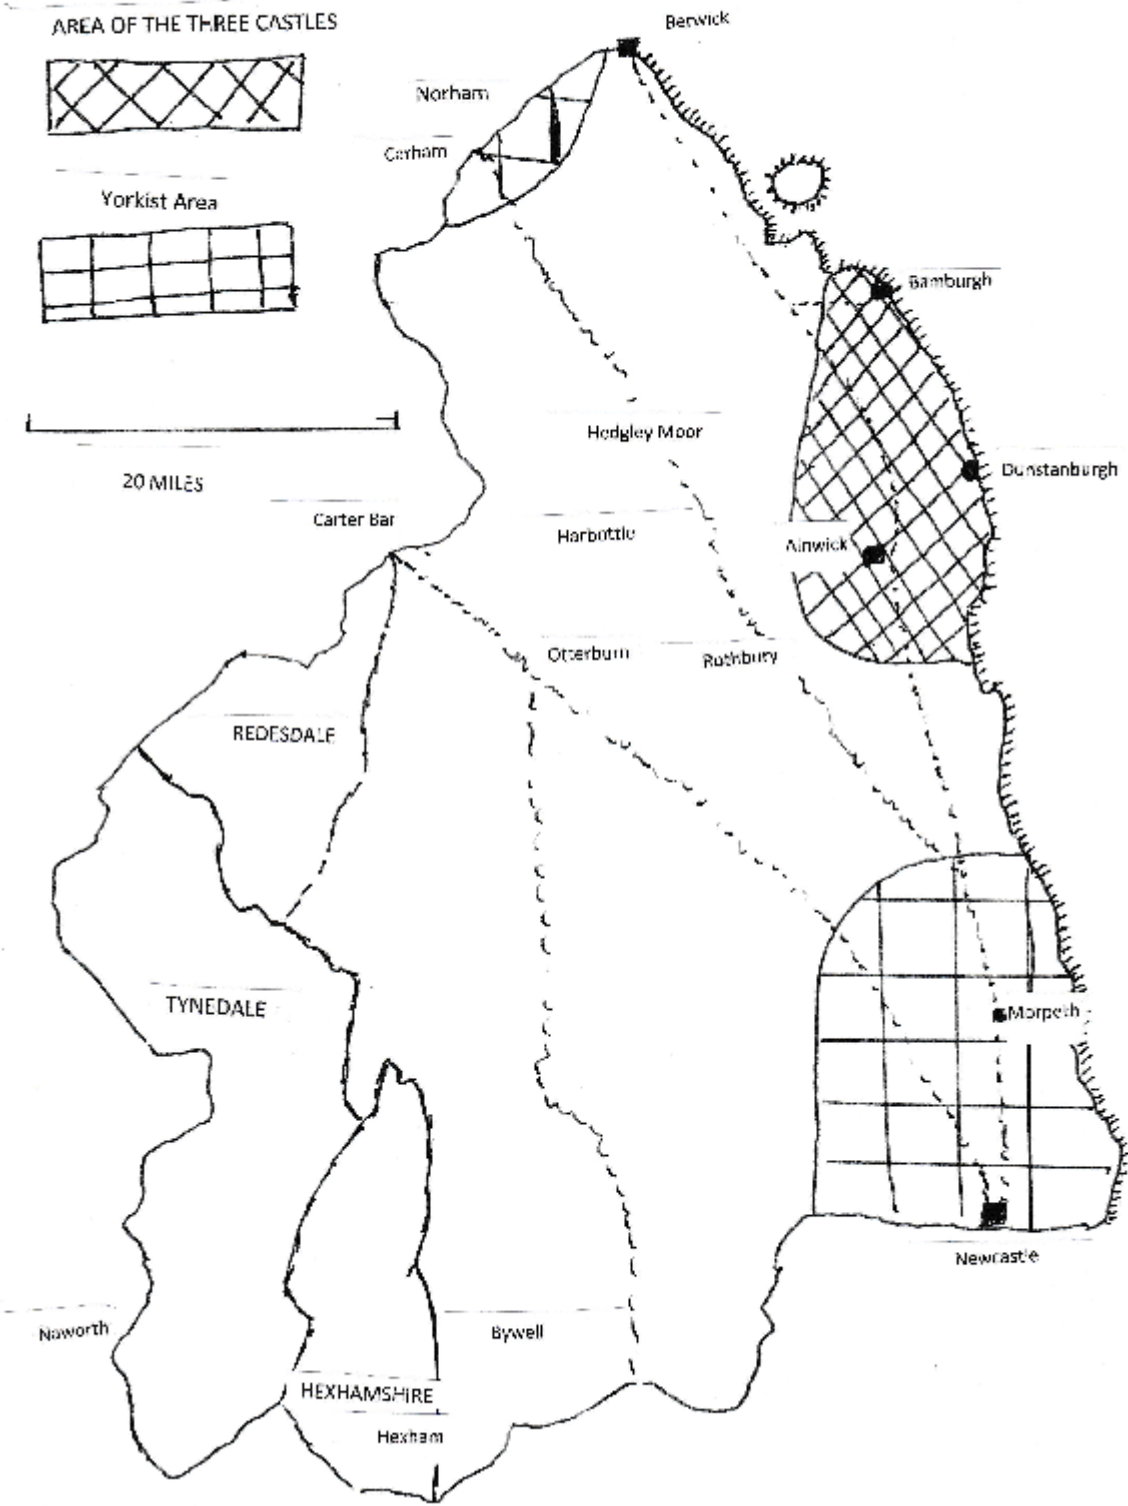 Berwick
AREA OF THE THREE CASTLES
Norham
Carham
Yorkist Area
Bamburgh
Hedgley Moor
Dunstanburgh
20 MILES
Carter Bar
Harbottle
Alnwick
Otterburn
Rothbury
REDESDALE
TYNEDALE
Morpeth
Newcastle
Naworth
Bywell
HEXHAMSHIRE
Hexham